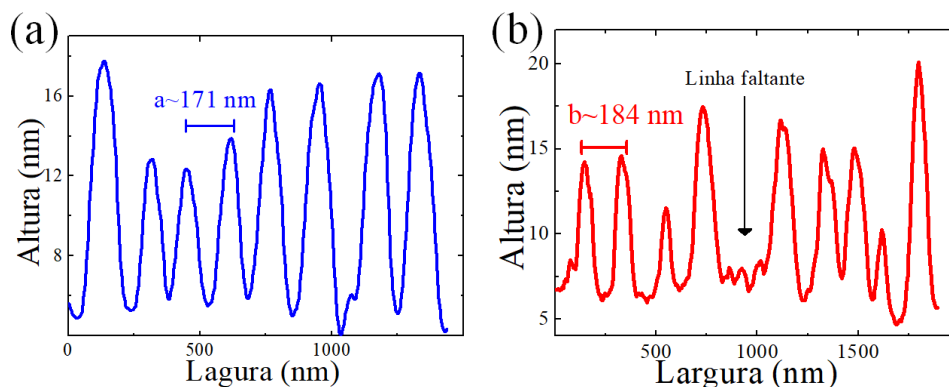 (a)
Altura (nm)
16
12
8
a~171 nm
0
500
1000
Lagura (nm)
(b)
Altura (nm)
20
15
10
5
b~184 nm
Linha faltante
500
1000
1500
Largura (nm)